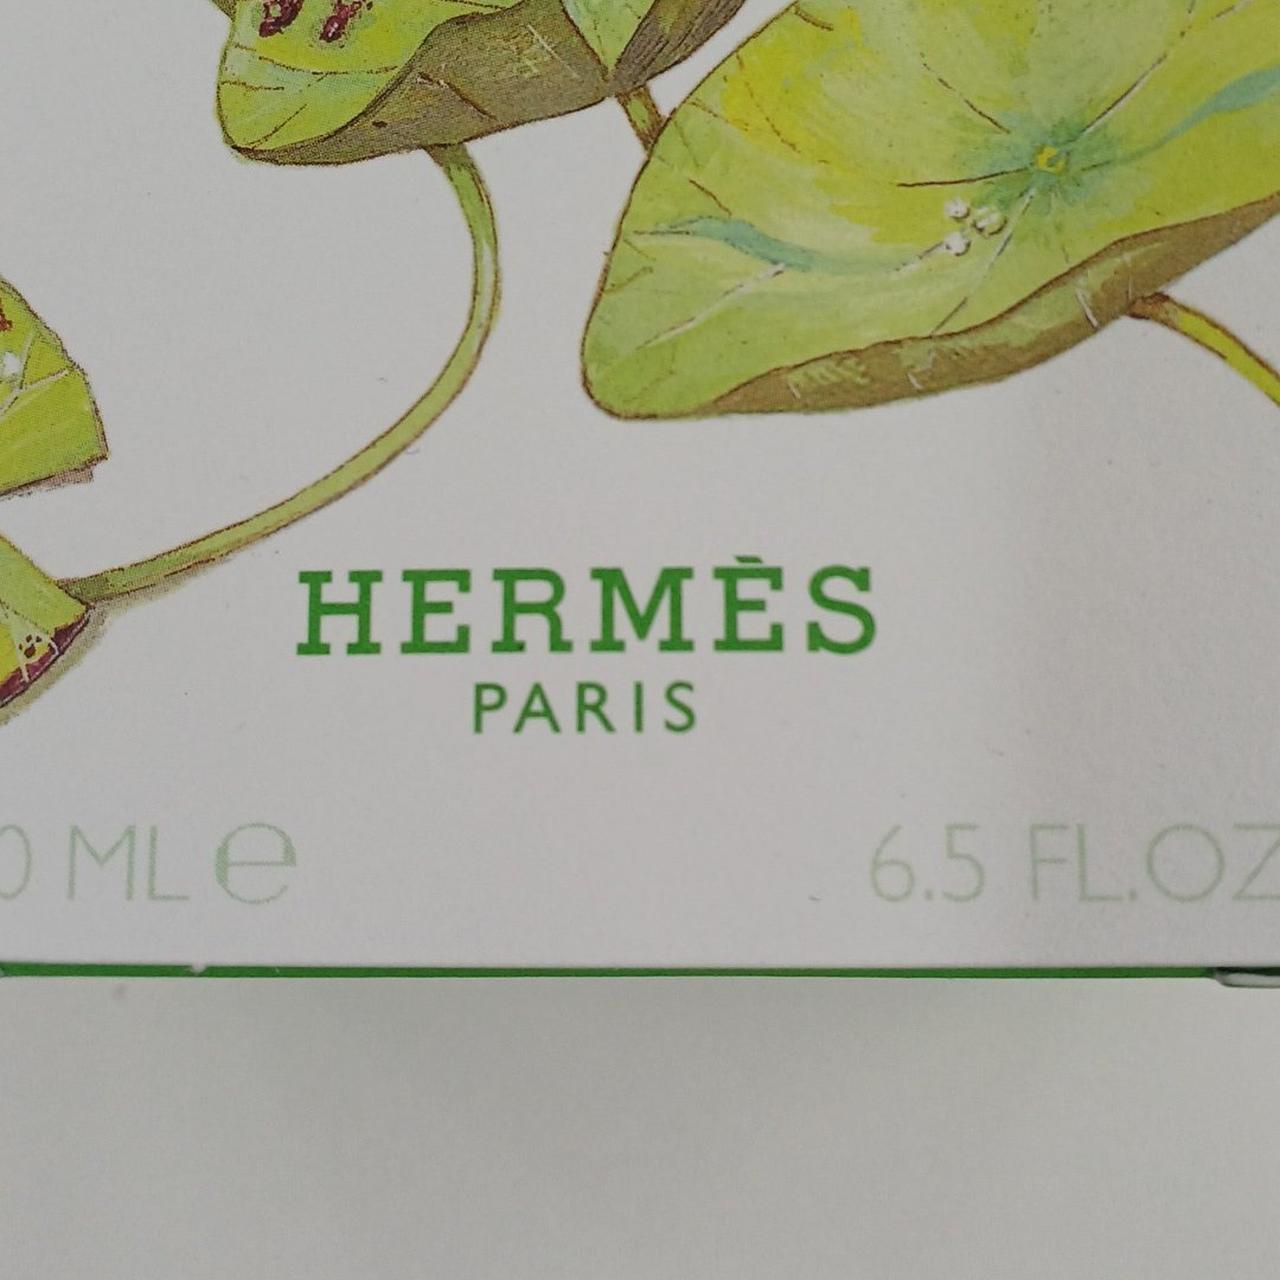 HERMÈS
PARIS
0 ML ℮
6.5 FL.OZ